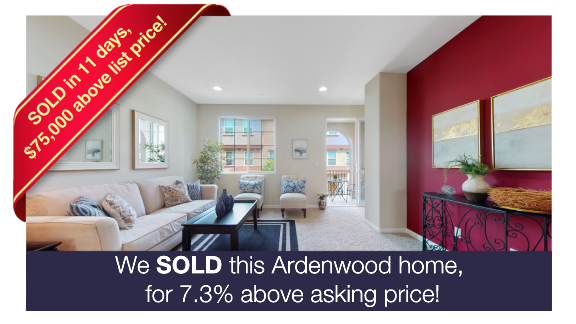 SOLD in 11 days,
$75,000 above list price!
We SOLD this Ardenwood home,
for 7.3% above asking price!